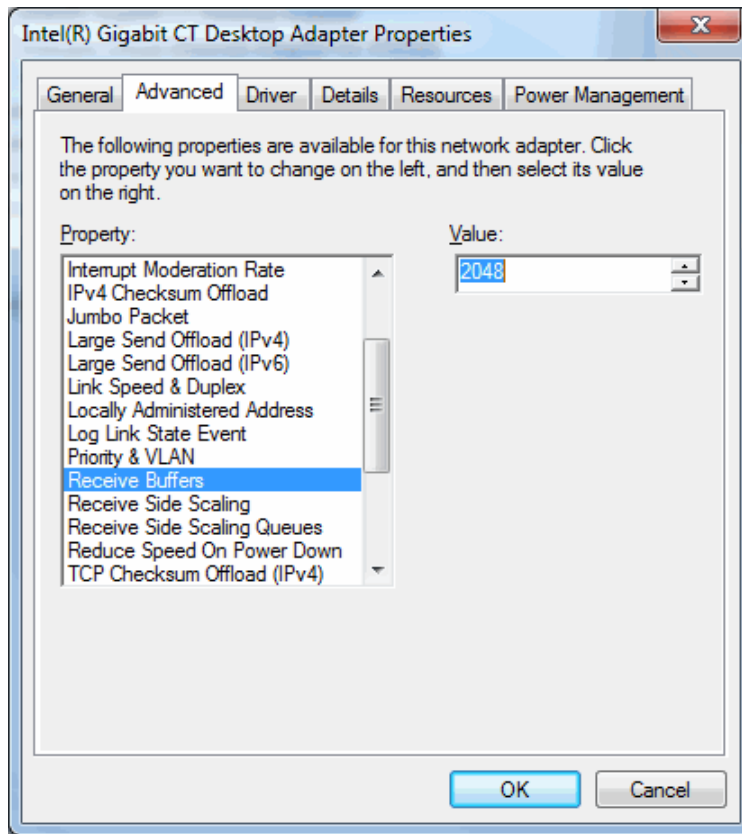 Intel(R) Gigabit CT Desktop Adapter Properties
General Advanced Driver Details Resources Power Management
The following properties are available for this network adapter. Click
the property you want to change on the left, and then select its value
on the right.
Property:
Value:
Interrupt Moderation Rate
IPv4 Checksum Offload
Jumbo Packet
Large Send Offload (IPv4)
Large Send Offload (IPv6)
Link Speed & Duplex
Locally Administered Address
Log Link State Event
Priority & VLAN
Receive Buffers
Receive Side Scaling
Receive Side Scaling Queues
Reduce Speed On Power Down
TCP Checksum Offload (IPv4)
2048
OK
Cancel